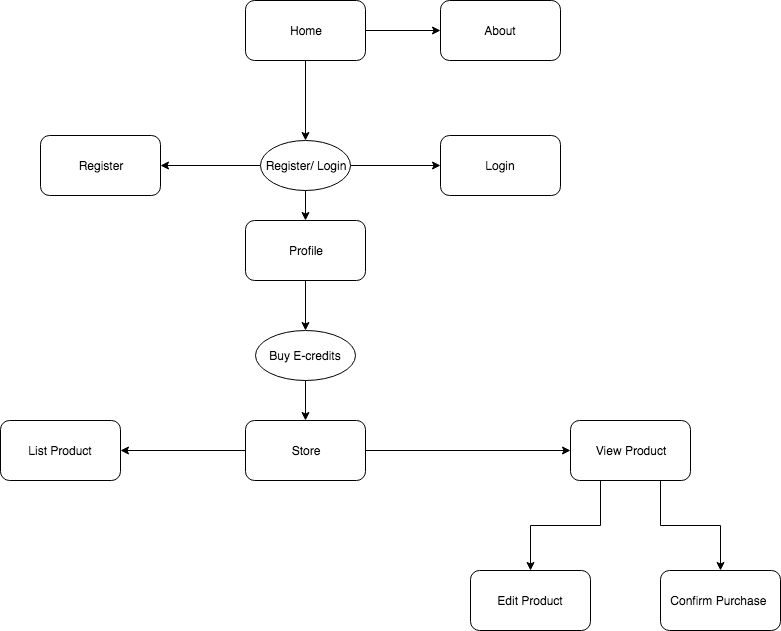 Home
About
Register
Register/ Login
Login
Profile
Buy E-credits
List Product
Store
View Product
Edit Product
Confirm Purchase